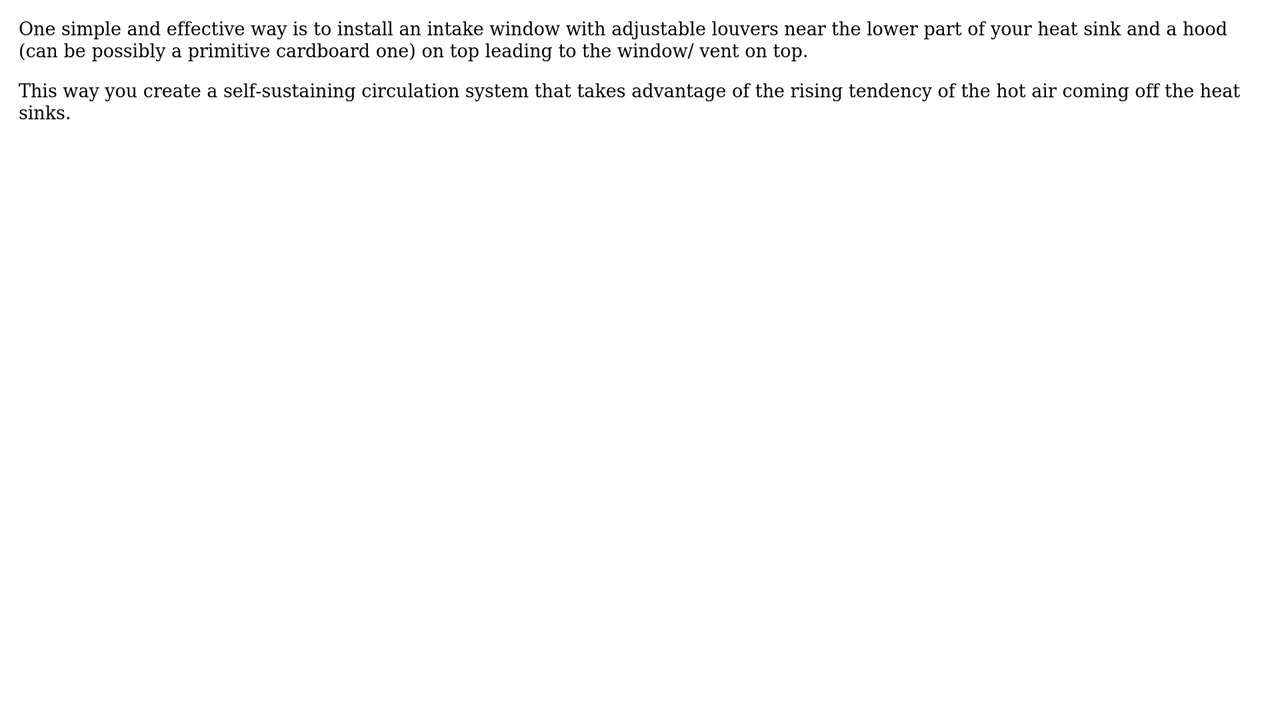 One simple and effective way is to install an intake window with adjustable louvers near the lower part of your heat sink and a hood
(can be possibly a primitive cardboard one) on top leading to the window/ vent on top.
This way you create a self-sustaining circulation system that takes advantage of the rising tendency of the hot air coming off the heat
sinks.